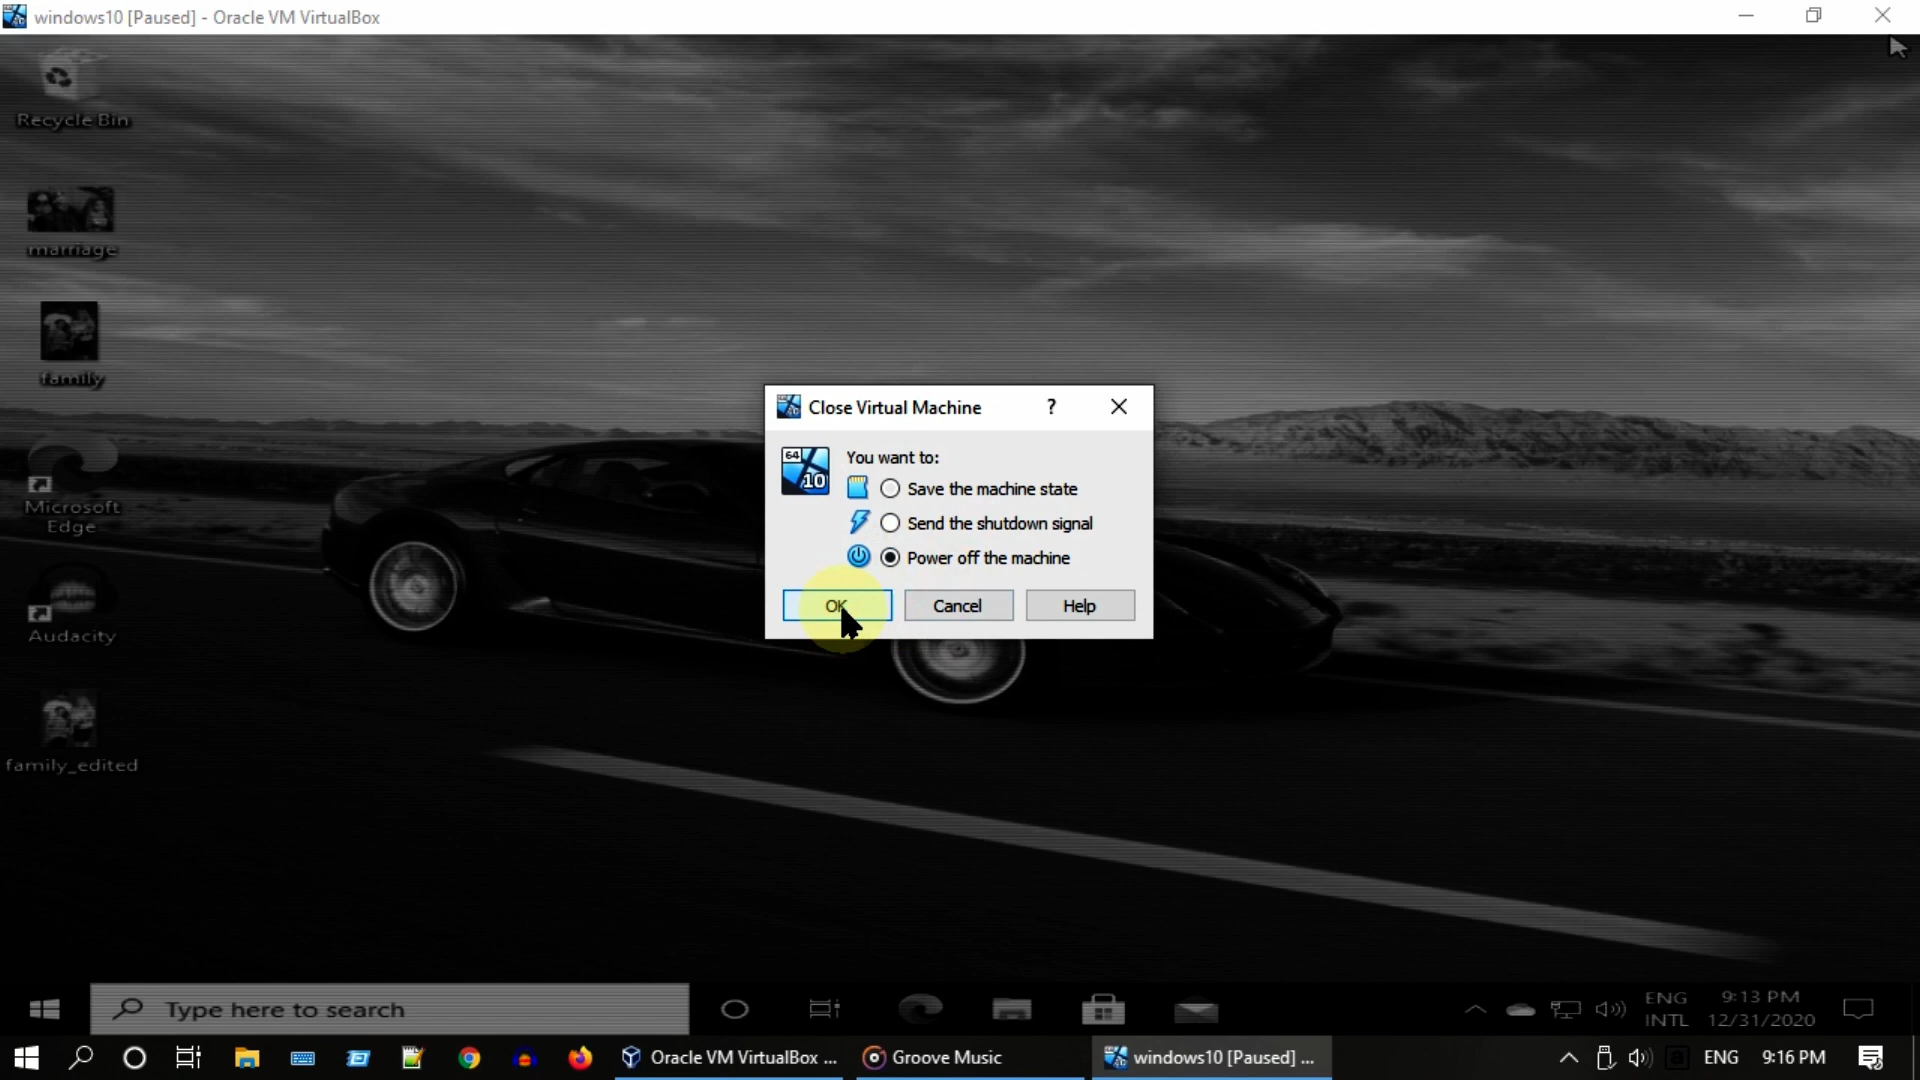 windows10 [Paused] - Oracle VM VirtualBox
Recycle Bin
marriage
family
Microsoft
Edge
Audacity
family_edited
Close Virtual Machine
?
64
10
You want to:
Save the machine state
Send the shutdown signal
Power off the machine
OK
Cancel
Help
Type here to search
ENG
INTL
9:13 PM
12/31/2020
Oracle VM VirtualBox ...
Groove Music
windows10 [Paused] ...
ENG
9:16 PM